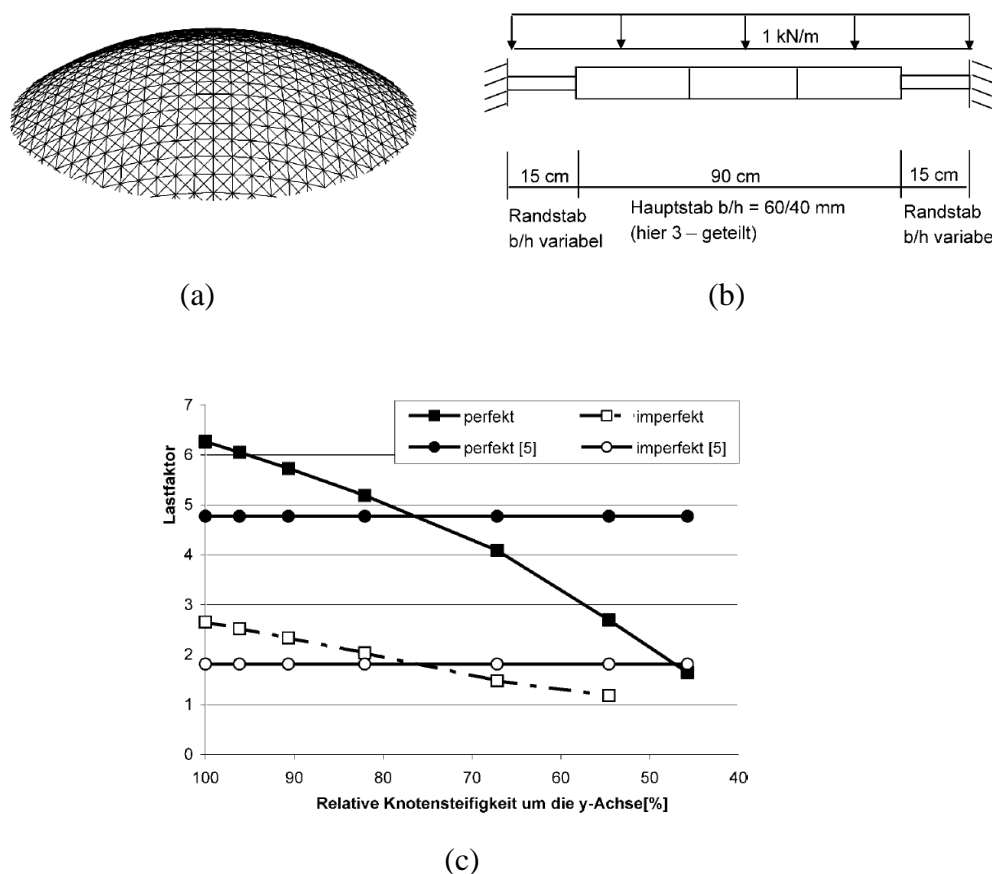 1 kN/m
15 cm
90 cm
15 cm
Randstab
b/h variabel
Hauptstab b/h = 60/40 mm
(hier 3 – geteilt)
Randstab
b/h variabe
(a)
(b)
perfekt
imperfekt
perfekt [5]
imperfekt [5]
Lastfaktor
7
6
5
4
3
2
1
0
100
90
80
70
60
50
40
Relative Knotensteifigkeit um die y-Achse[%]
(c)